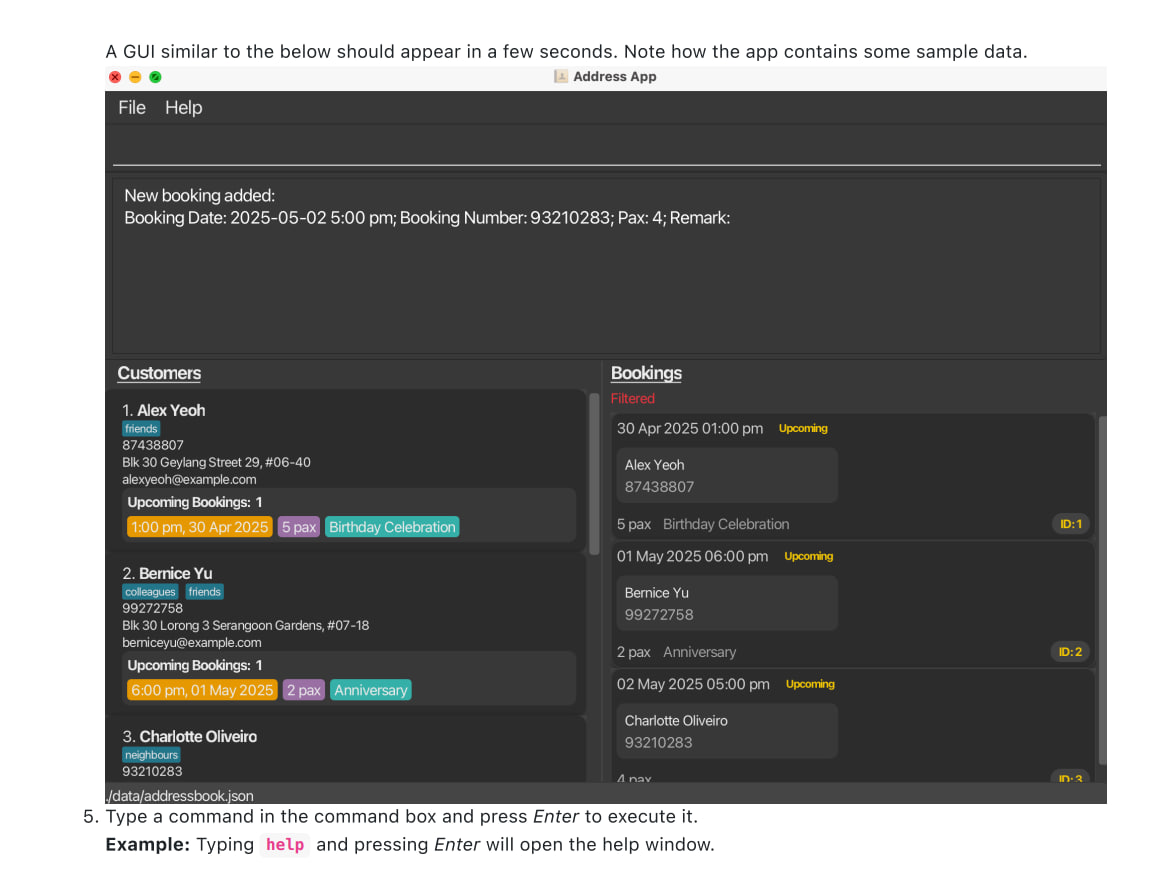 A GUI similar to the below should appear in a few seconds. Note how the app contains some sample data.
Address App
File Help
New booking added:
Booking Date: 2025-05-02 5:00 pm; Booking Number: 93210283; Pax: 4; Remark:
Customers
1. Alex Yeoh
friends
87438807
Blk 30 Geylang Street 29, #06-40
alexyeoh@example.com
Upcoming Bookings: 1
1:00 pm, 30 Apr 2025 5 pax Birthday Celebration
2. Bernice Yu
colleagues friends
99272758
Blk 30 Lorong 3 Serangoon Gardens, #07-18
berniceyu@example.com
Upcoming Bookings: 1
6:00 pm, 01 May 2025 2 pax Anniversary
3. Charlotte Oliveiro
neighbours
93210283
Bookings
Filtered
30 Apr 2025 01:00 pm Upcoming
Alex Yeoh
87438807
5 pax Birthday Celebration ID:1
01 May 2025 06:00 pm Upcoming
Bernice Yu
99272758
2 pax Anniversary ID:2
02 May 2025 05:00 pm Upcoming
Charlotte Oliveiro
93210283
4 pax ID:3
./data/addressbook.json
5. Type a command in the command box and press Enter to execute it.
Example: Typing help and pressing Enter will open the help window.